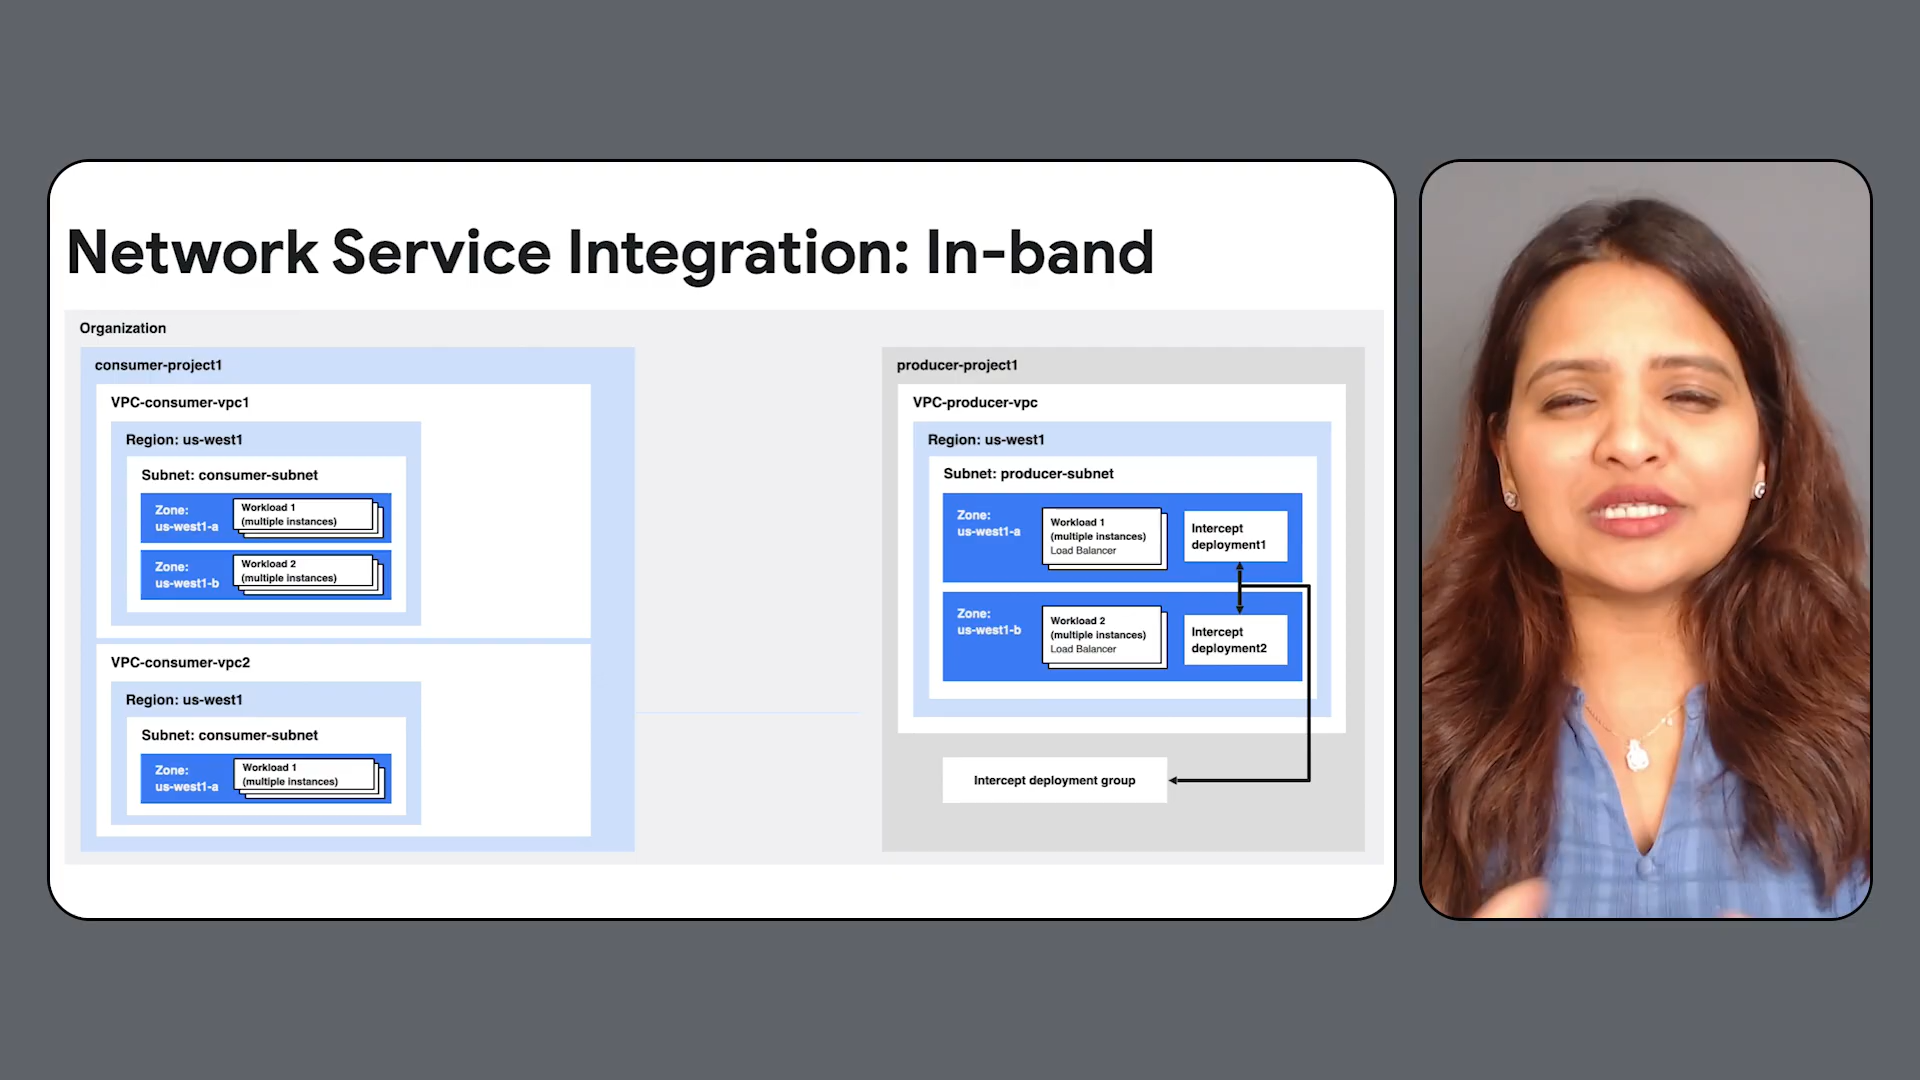 Network Service Integration: In-band
Organization
consumer-project1
VPC-consumer-vpc1
Region: us-west1
Subnet: consumer-subnet
Zone:
us-west1-a
Workload 1
(multiple instances)
Zone:
us-west1-b
Workload 2
(multiple instances)
VPC-consumer-vpc2
Region: us-west1
Subnet: consumer-subnet
Zone:
us-west1-a
Workload 1
(multiple instances)
producer-project1
VPC-producer-vpc
Region: us-west1
Subnet: producer-subnet
Zone:
us-west1-a
Workload 1
(multiple instances)
Load Balancer
Intercept
deployment1
Zone:
us-west1-b
Workload 2
(multiple instances)
Load Balancer
Intercept
deployment2
Intercept deployment group